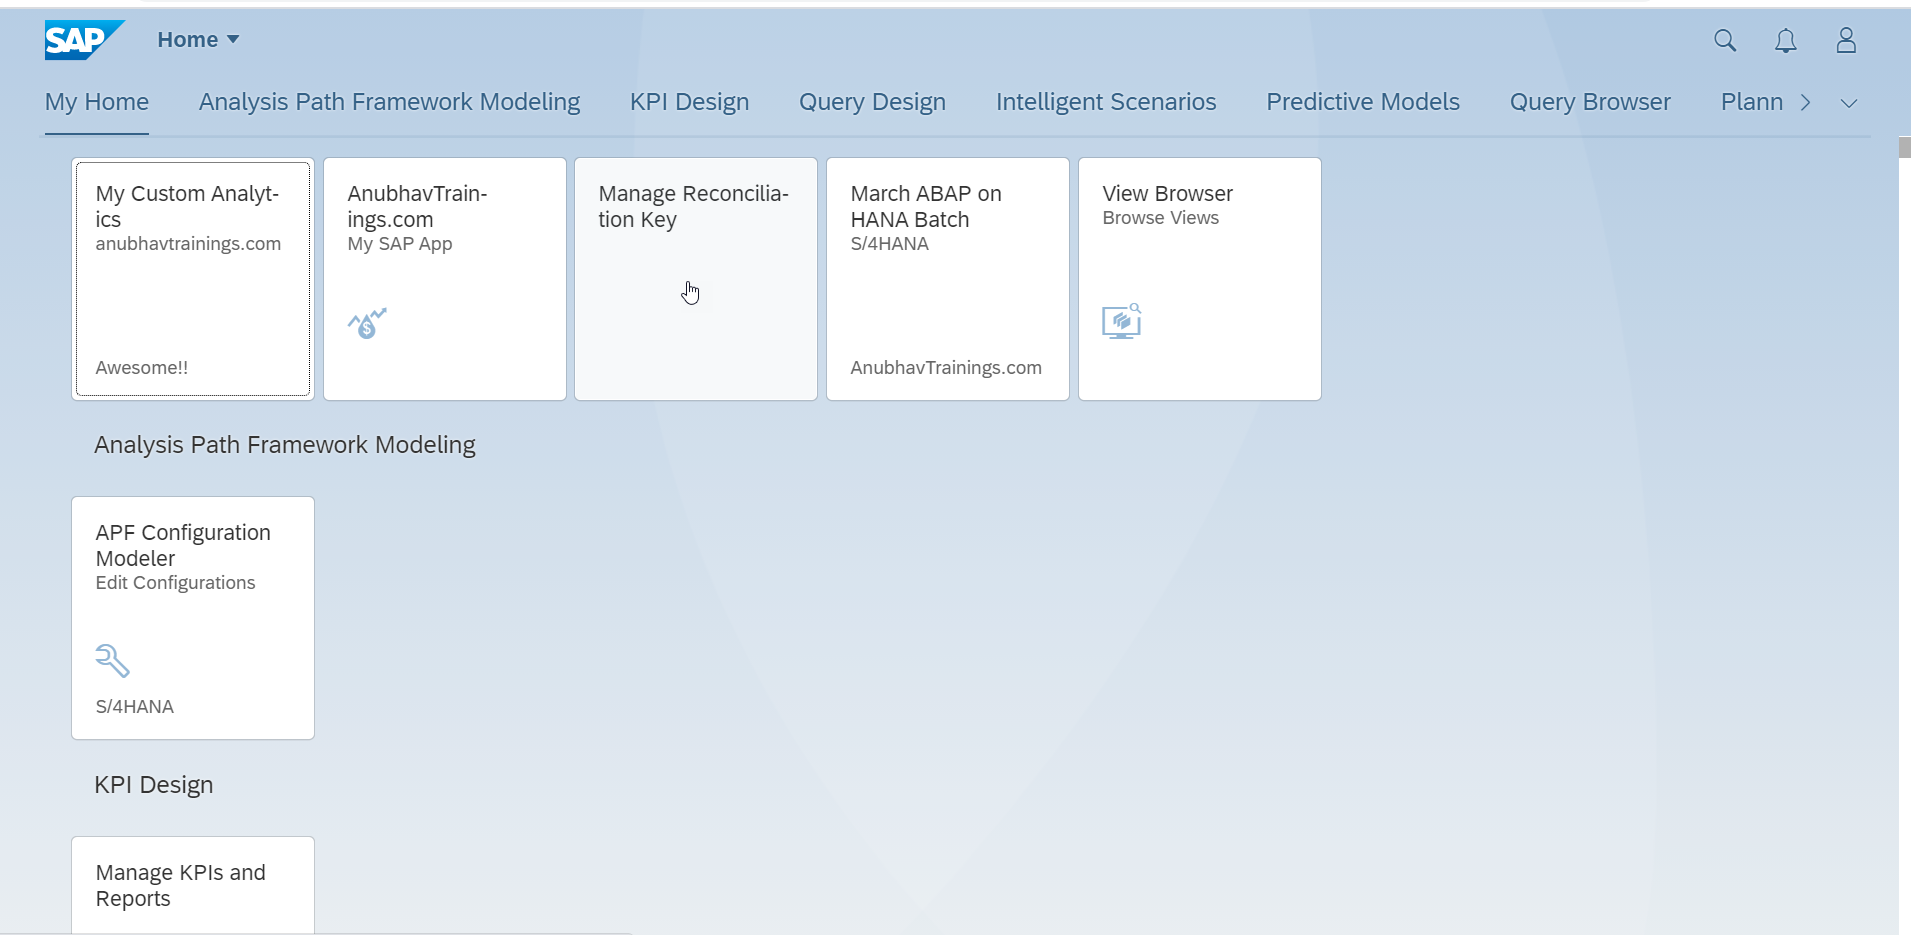 SAP Home
My Home Analysis Path Framework Modeling KPI Design Query Design Intelligent Scenarios Predictive Models Query Browser Plann
My Custom Analyt-
ics
anubhavtrainings.com
Awesome!!
AnubhavTrain-
ings.com
My SAP App
$
Manage Reconcilia-
tion Key
March ABAP on
HANA Batch
S/4HANA
AnubhavTrainings.com
View Browser
Browse Views
Analysis Path Framework Modeling
APF Configuration
Modeler
Edit Configurations
S/4HANA
KPI Design
Manage KPIs and
Reports